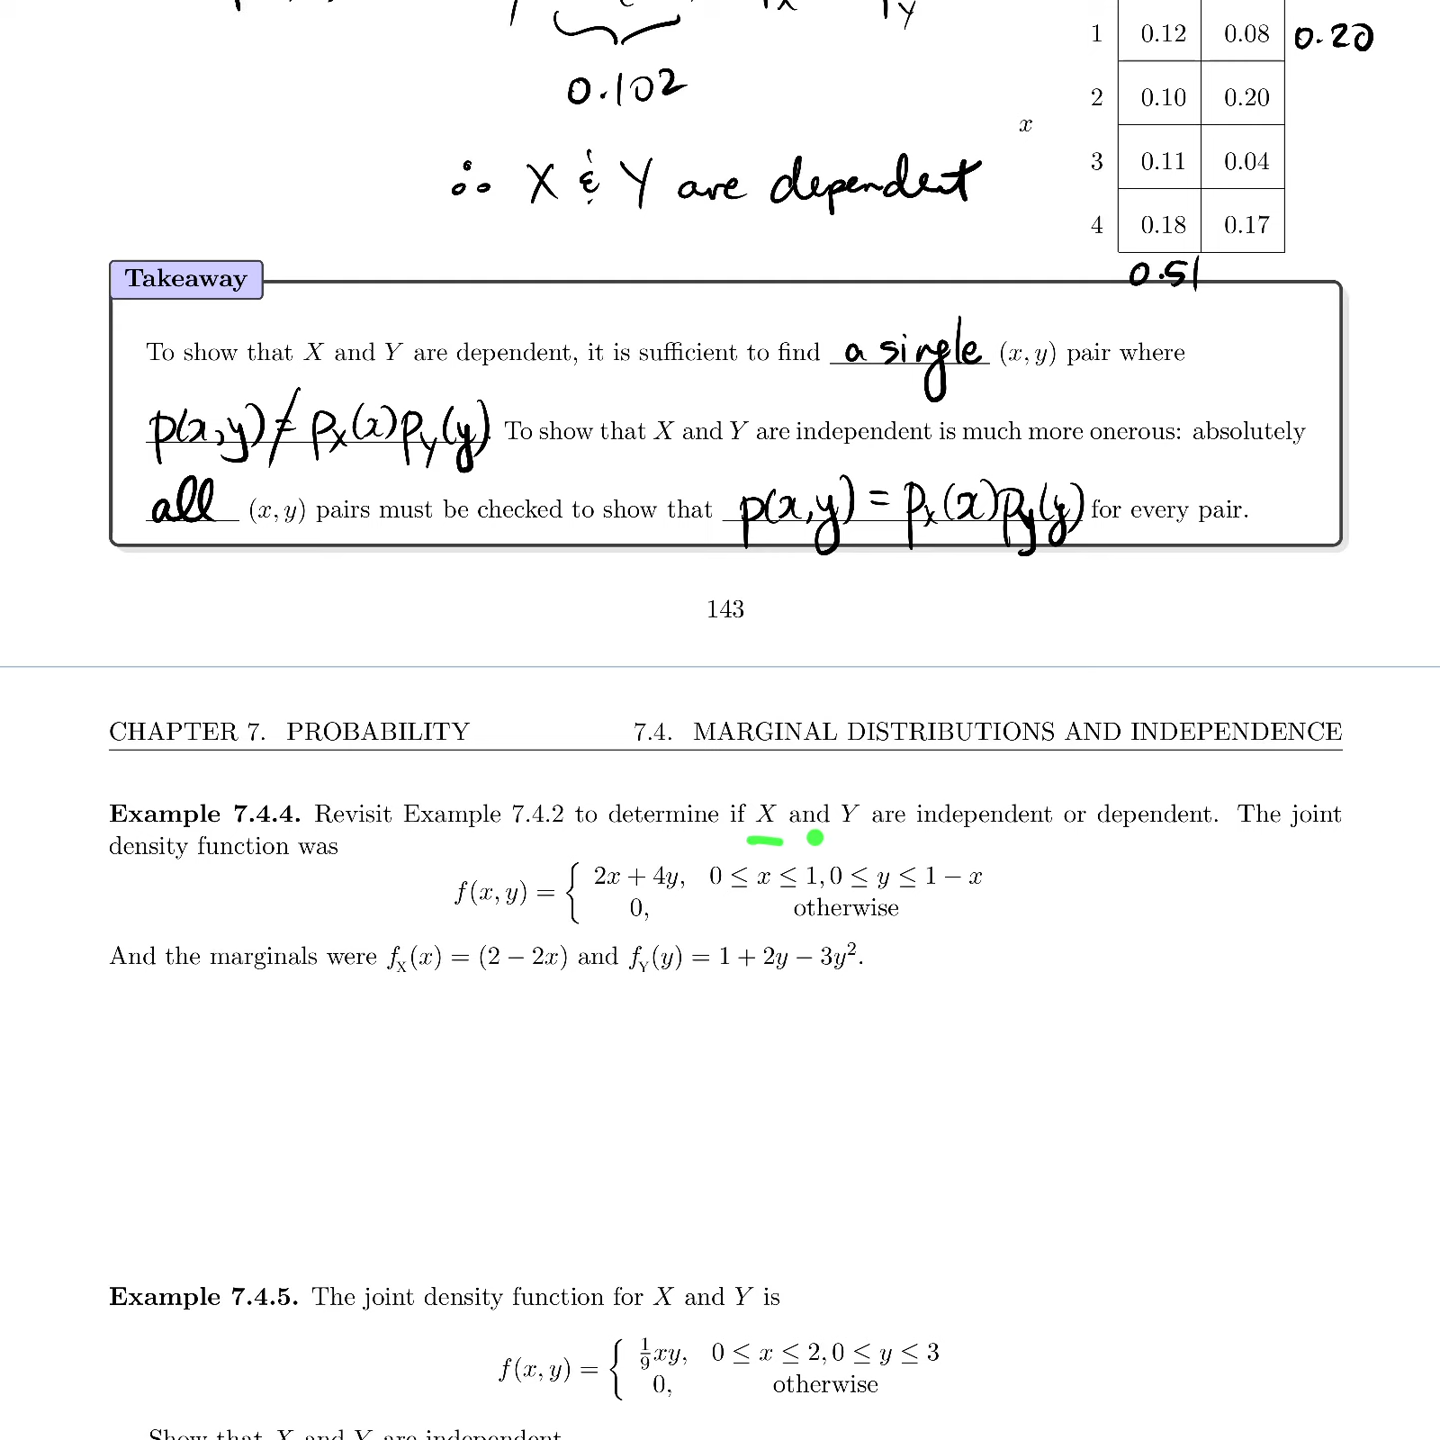 1 0.12 0.08 0.20
0.102
2 0.10 0.20
x
∴ X & Y are dependent
3 0.11 0.04
4 0.18 0.17
0.51
Takeaway
To show that X and Y are dependent, it is sufficient to find a single (x, y) pair where
p(x,y) ≠ pX(x)pY(y) To show that X and Y are independent is much more onerous: absolutely
all (x, y) pairs must be checked to show that p(x,y) = pX(x)pY(y) for every pair.
143
CHAPTER 7. PROBABILITY 7.4. MARGINAL DISTRIBUTIONS AND INDEPENDENCE
Example 7.4.4. Revisit Example 7.4.2 to determine if X and Y are independent or dependent. The joint
density function was
f(x, y) = { 2x + 4y, 0 ≤ x ≤ 1, 0 ≤ y ≤ 1 − x
0, otherwise
And the marginals were fX(x) = (2 − 2x) and fY(y) = 1 + 2y − 3y².
Example 7.4.5. The joint density function for X and Y is
f(x, y) = { 1/9 xy, 0 ≤ x ≤ 2, 0 ≤ y ≤ 3
0, otherwise
Show that X and Y are independent